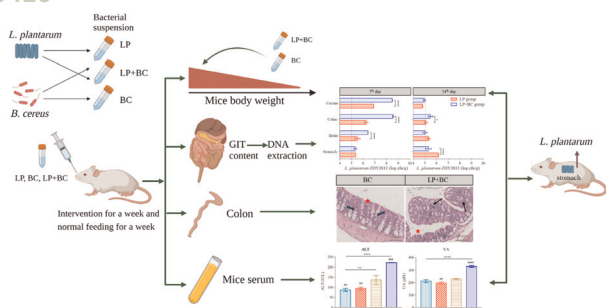 Bacterial
suspension
L. plantarum
LP
LP+BC
B. cereus
BC
LP, BC, LP+BC
Intervention for a week and
normal feeding for a week
LP+BC
BC
Mice body weight
GIT
content
DNA
extraction
Colon
Mice serum
7th day
14th day
LP group
LP+BC group
Cecum
Colon
Ileum
Stomach
BC
LP+BC
ALT
UA
L. plantarum
stomach